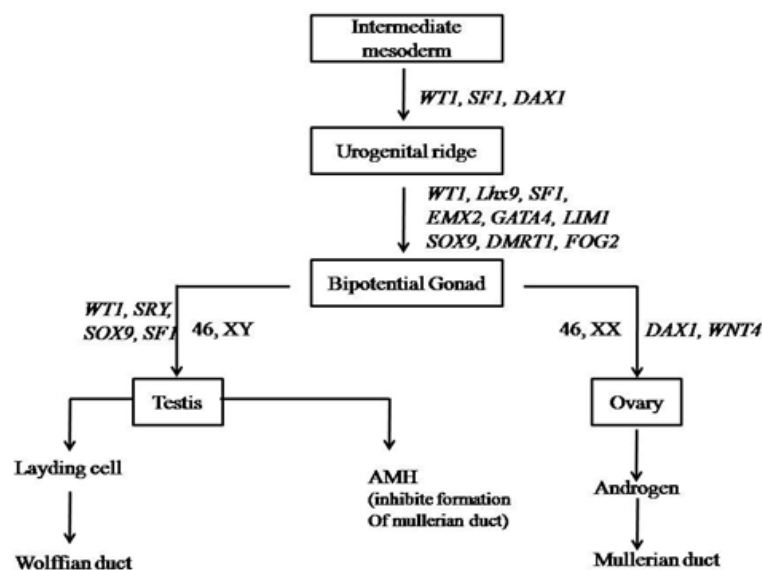 Intermediate
mesoderm
WT1, SF1, DAX1
Urogenital ridge
WT1, Lhx9, SF1,
EMX2, GATA4, LIM1
SOX9, DMRT1, FOG2
Bipotential Gonad
WT1, SRY,
SOX9, SF1
46, XY
46, XX
DAX1, WNT4
Testis
Ovary
Layding cell
AMH
(inhibite formation
Of mullerian duct)
Androgen
Wolffian duct
Mullerian duct